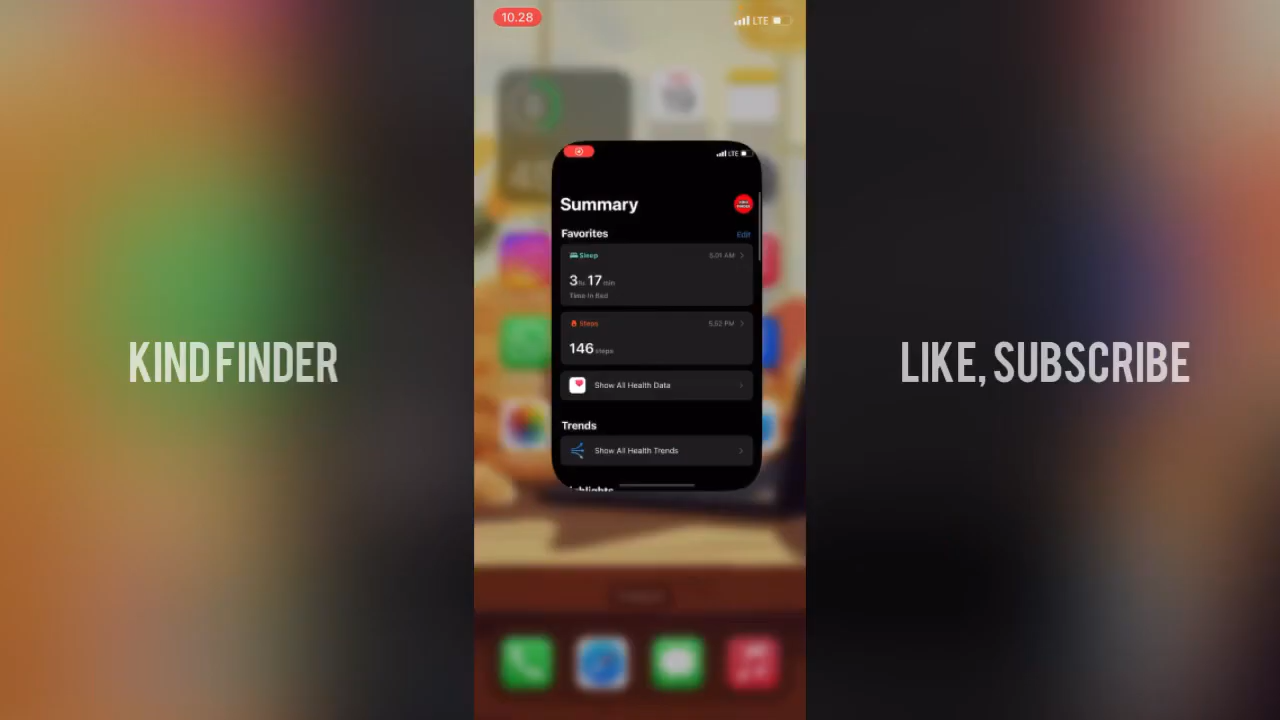 10.28
LTE
LTE
Summary
Favorites
Edit
Sleep
3 hr 17 min
Time In Bed
Steps
5.52 PM
146 steps
Show All Health Data
Trends
Show All Health Trends
KIND FINDER
LIKE, SUBSCRIBE